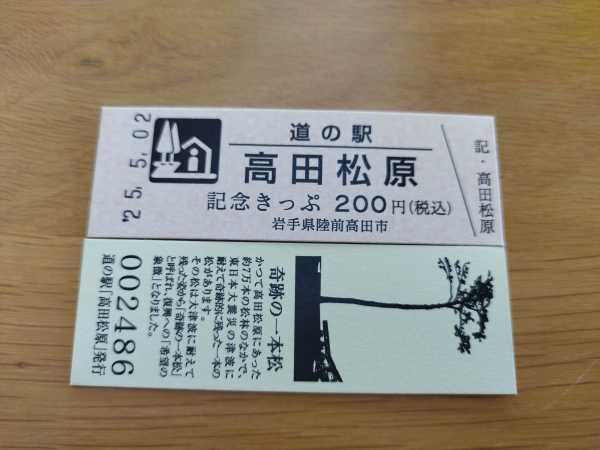 '25. 5. 02
道の駅
高田松原
記念きっぷ 200円(税込)
岩手県陸前高田市
記・高田松原
奇跡の一本松
かつて高田松原にあった
約7万本の松林のなかで、
東日本大震災の津波に
耐えて奇跡的に残った一本の
松があります。
その松は大津波に耐えて
残った姿から「奇跡の一本松」
と呼ばれ、復興への「希望の
象徴」となりました。
002486
道の駅「高田松原」発行